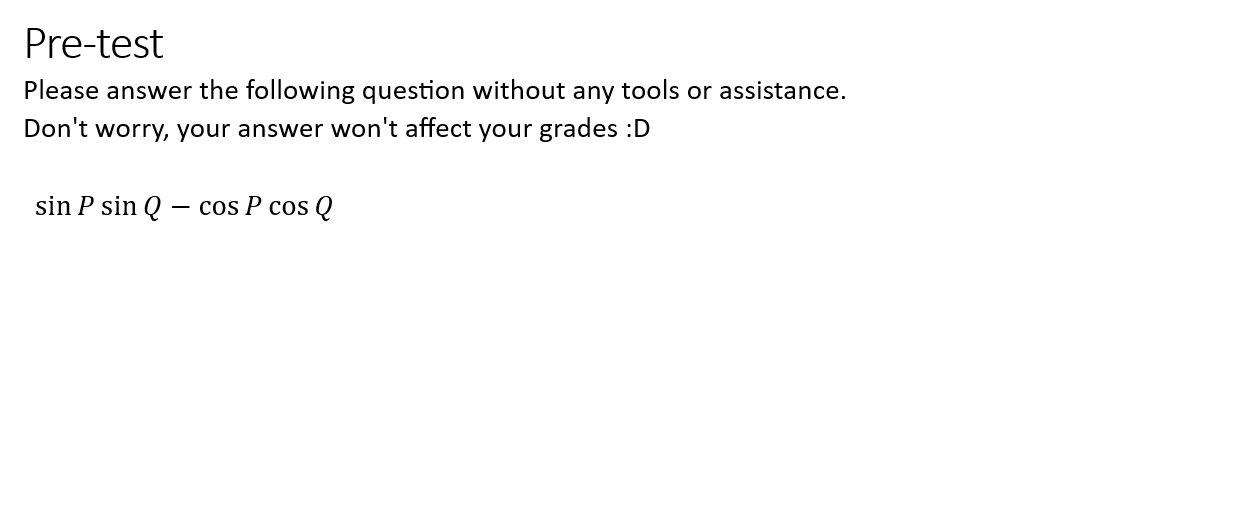 Pre-test
Please answer the following question without any tools or assistance.
Don't worry, your answer won't affect your grades :D
sin P sin Q − cos P cos Q